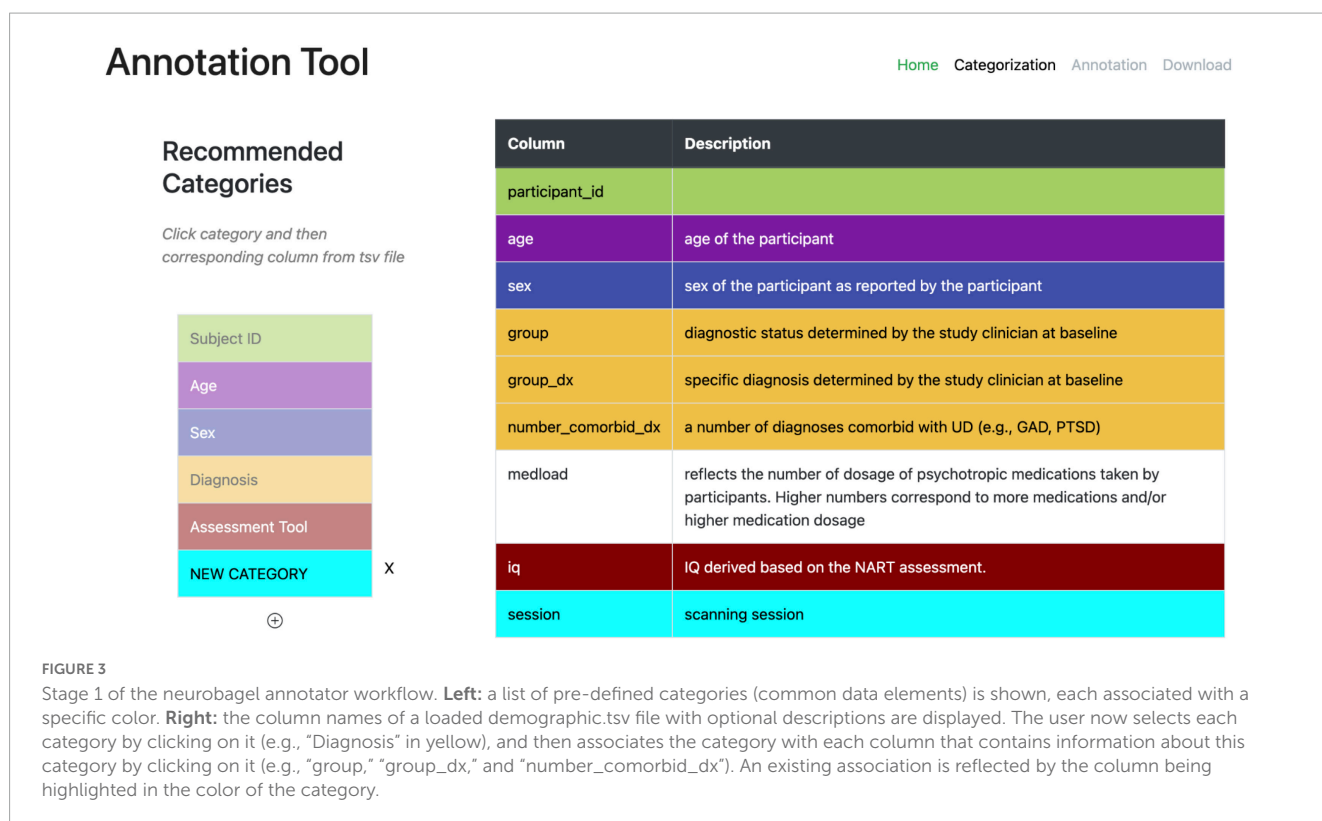 Annotation Tool
Home Categorization Annotation Download
Recommended
Categories
Click category and then
corresponding column from tsv file
Subject ID
Age
Sex
Diagnosis
Assessment Tool
NEW CATEGORY X
Column Description
participant_id
age age of the participant
sex sex of the participant as reported by the participant
group diagnostic status determined by the study clinician at baseline
group_dx specific diagnosis determined by the study clinician at baseline
number_comorbid_dx a number of diagnoses comorbid with UD (e.g., GAD, PTSD)
medload reflects the number of dosage of psychotropic medications taken by
participants. Higher numbers correspond to more medications and/or
higher medication dosage
iq IQ derived based on the NART assessment.
session scanning session
FIGURE 3
Stage 1 of the neurobagel annotator workflow. Left: a list of pre-defined categories (common data elements) is shown, each associated with a
specific color. Right: the column names of a loaded demographic.tsv file with optional descriptions are displayed. The user now selects each
category by clicking on it (e.g., “Diagnosis” in yellow), and then associates the category with each column that contains information about this
category by clicking on it (e.g., “group,” “group_dx,” and “number_comorbid_dx”). An existing association is reflected by the column being
highlighted in the color of the category.